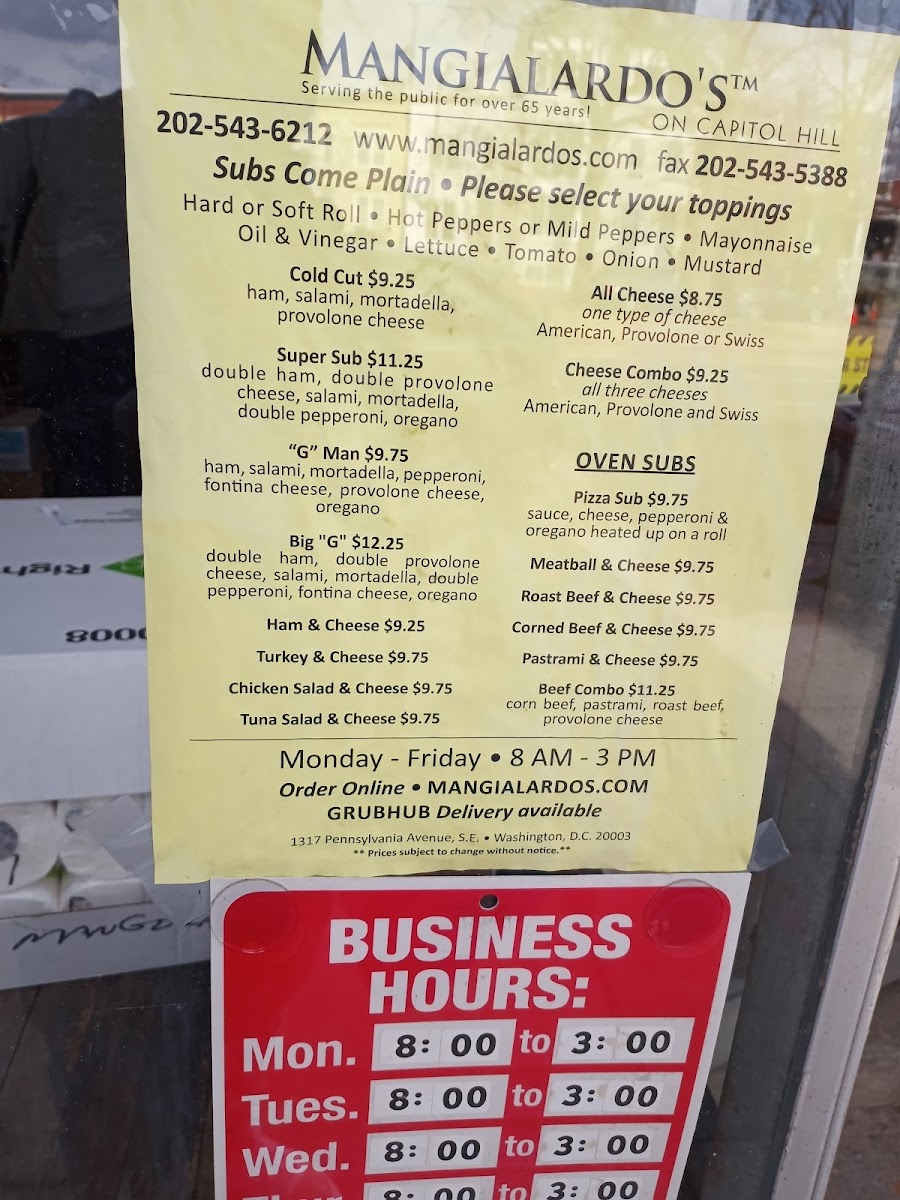 MANGIALARDO'S™
Serving the public for over 65 years!
ON CAPITOL HILL
202-543-6212 www.mangialardos.com fax 202-543-5388
Subs Come Plain • Please select your toppings
Hard or Soft Roll • Hot Peppers or Mild Peppers • Mayonnaise
Oil & Vinegar • Lettuce • Tomato • Onion • Mustard
Cold Cut $9.25
ham, salami, mortadella,
provolone cheese
Super Sub $11.25
double ham, double provolone
cheese, salami, mortadella,
double pepperoni, oregano
“G” Man $9.75
ham, salami, mortadella, pepperoni,
fontina cheese, provolone cheese,
oregano
Big "G" $12.25
double ham, double provolone
cheese, salami, mortadella, double
pepperoni, fontina cheese, oregano
Ham & Cheese $9.25
Turkey & Cheese $9.75
Chicken Salad & Cheese $9.75
Tuna Salad & Cheese $9.75
All Cheese $8.75
one type of cheese
American, Provolone or Swiss
Cheese Combo $9.25
all three cheeses
American, Provolone and Swiss
OVEN SUBS
Pizza Sub $9.75
sauce, cheese, pepperoni &
oregano heated up on a roll
Meatball & Cheese $9.75
Roast Beef & Cheese $9.75
Corned Beef & Cheese $9.75
Pastrami & Cheese $9.75
Beef Combo $11.25
corn beef, pastrami, roast beef,
provolone cheese
Monday - Friday • 8 AM - 3 PM
Order Online • MANGIALARDOS.COM
GRUBHUB Delivery available
1317 Pennsylvania Avenue, S.E. • Washington, D.C. 20003
** Prices subject to change without notice.**
BUSINESS
HOURS:
Mon. 8: 00 to 3: 00
Tues. 8: 00 to 3: 00
Wed. 8: 00 to 3: 00
Thur. 8: 00 to 3: 00
Righ
80008